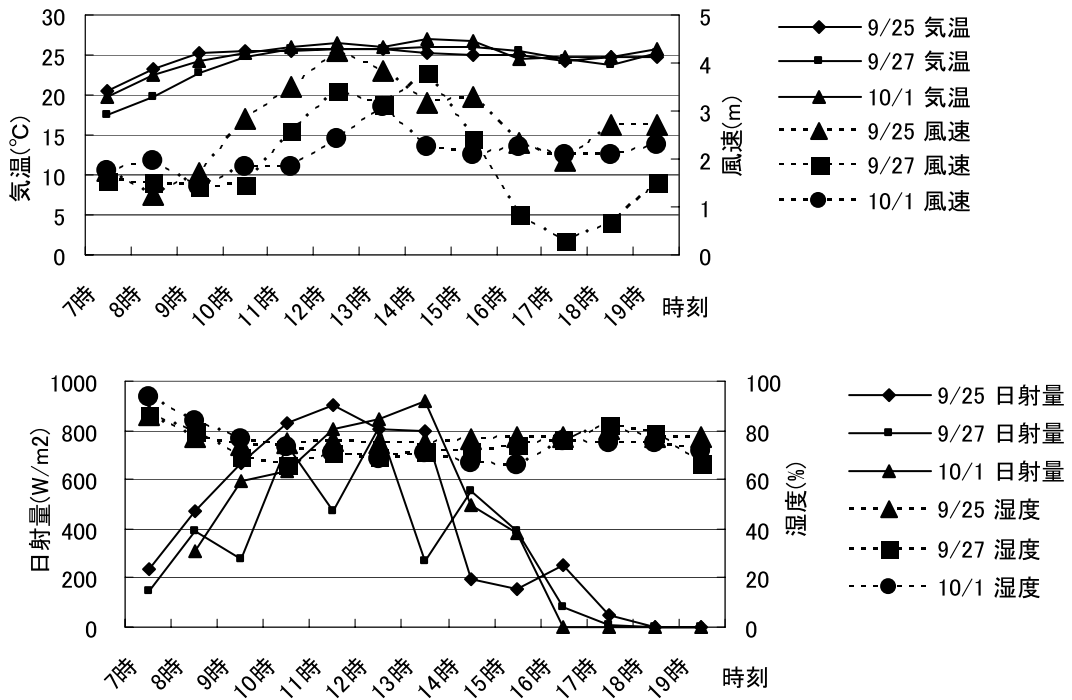 30
25
20
15
10
5
0
気温(℃)
5
4
3
2
1
0
風速(m)
7時
8時
9時
10時
11時
12時
13時
14時
15時
16時
17時
18時
19時
時刻
9/25 気温
9/27 気温
10/1 気温
9/25 風速
9/27 風速
10/1 風速
1000
800
600
400
200
0
日射量(W/m2)
100
80
60
40
20
0
湿度(%)
7時
8時
9時
10時
11時
12時
13時
14時
15時
16時
17時
18時
19時
時刻
9/25 日射量
9/27 日射量
10/1 日射量
9/25 湿度
9/27 湿度
10/1 湿度